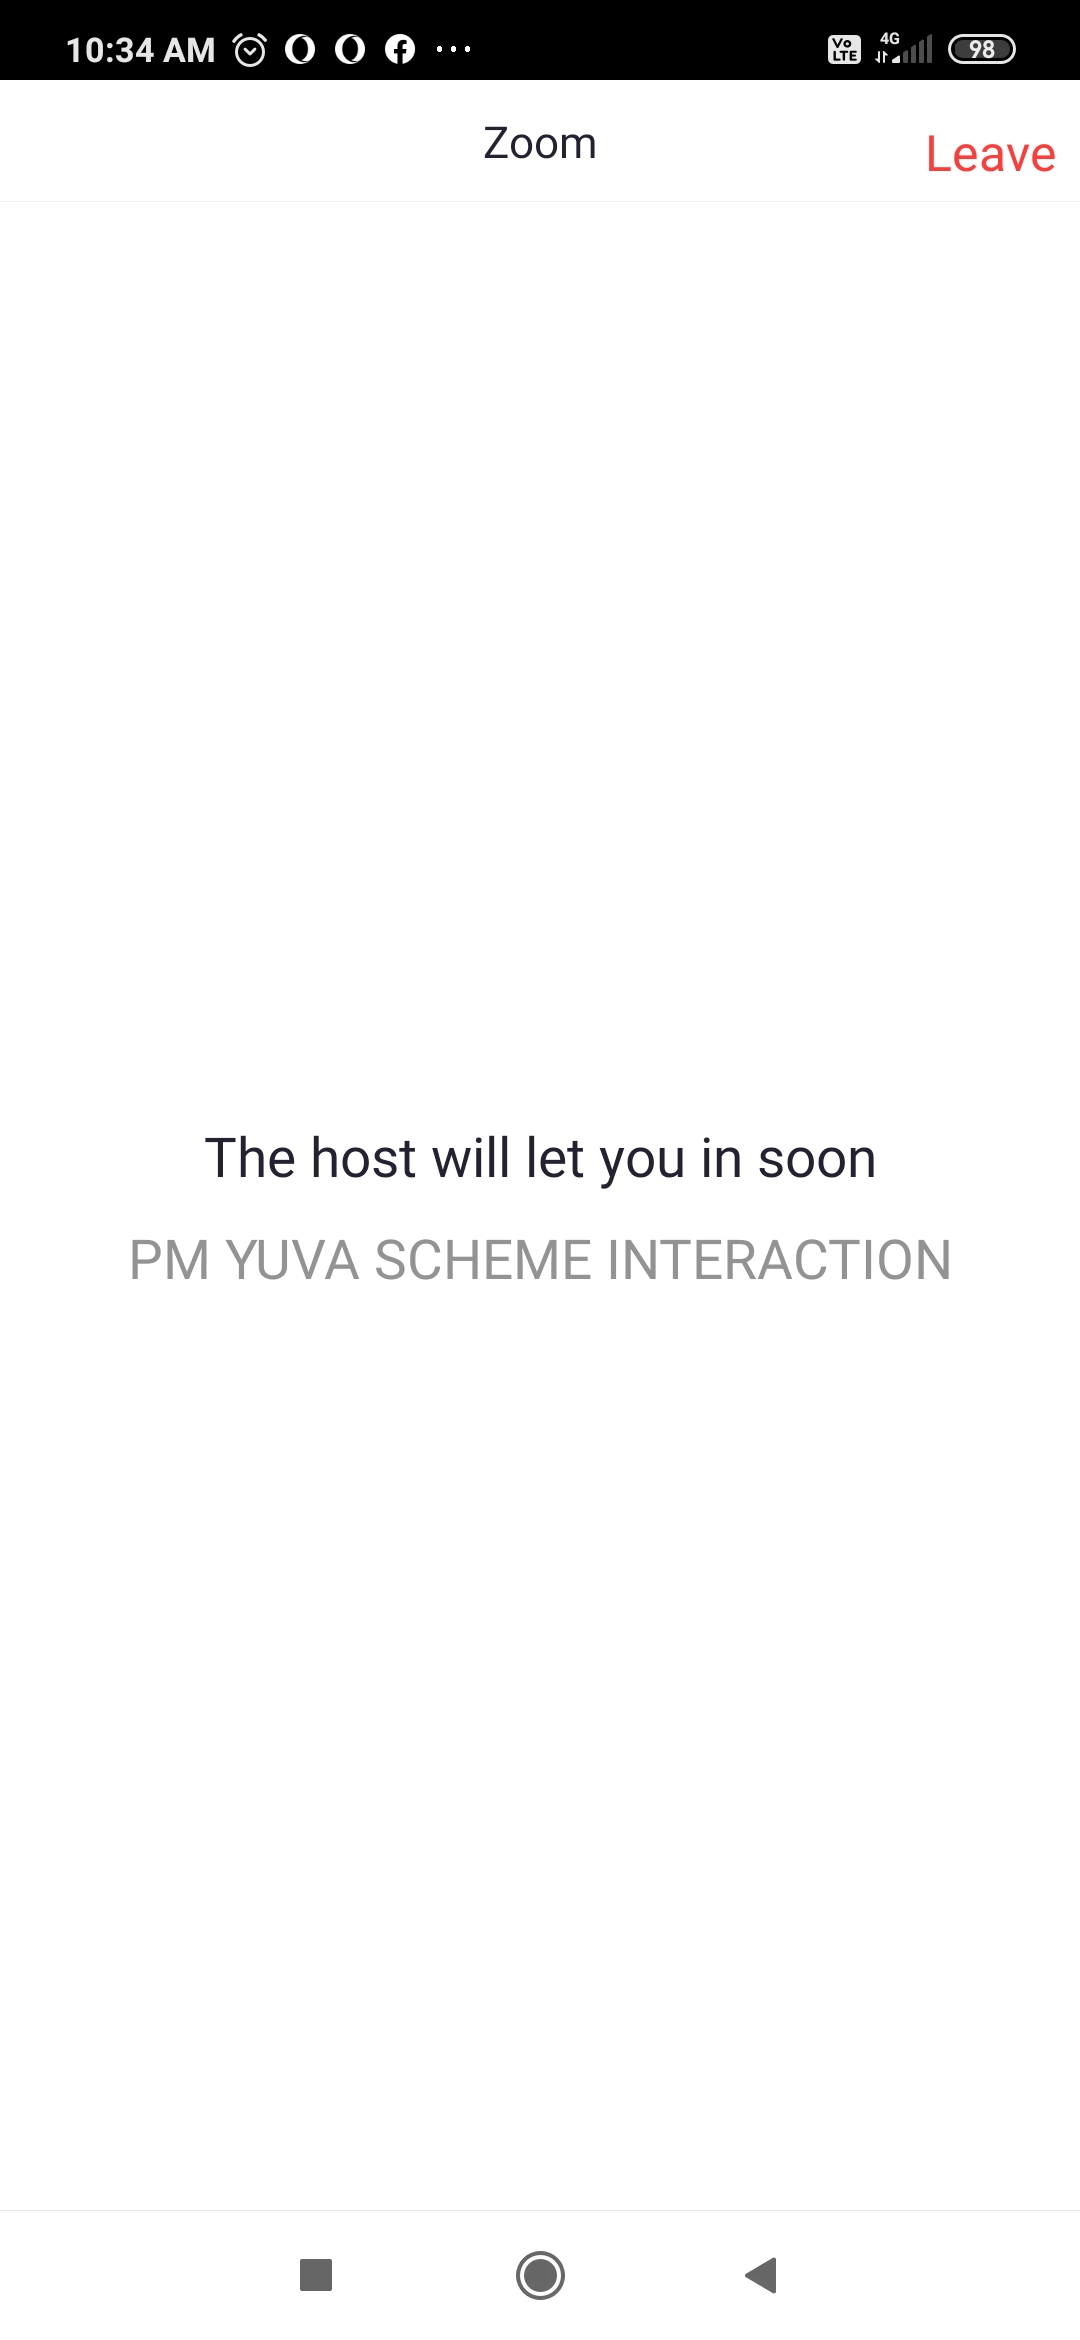 10:34 AM
Vo LTE
4G
98
Zoom
Leave
The host will let you in soon
PM YUVA SCHEME INTERACTION